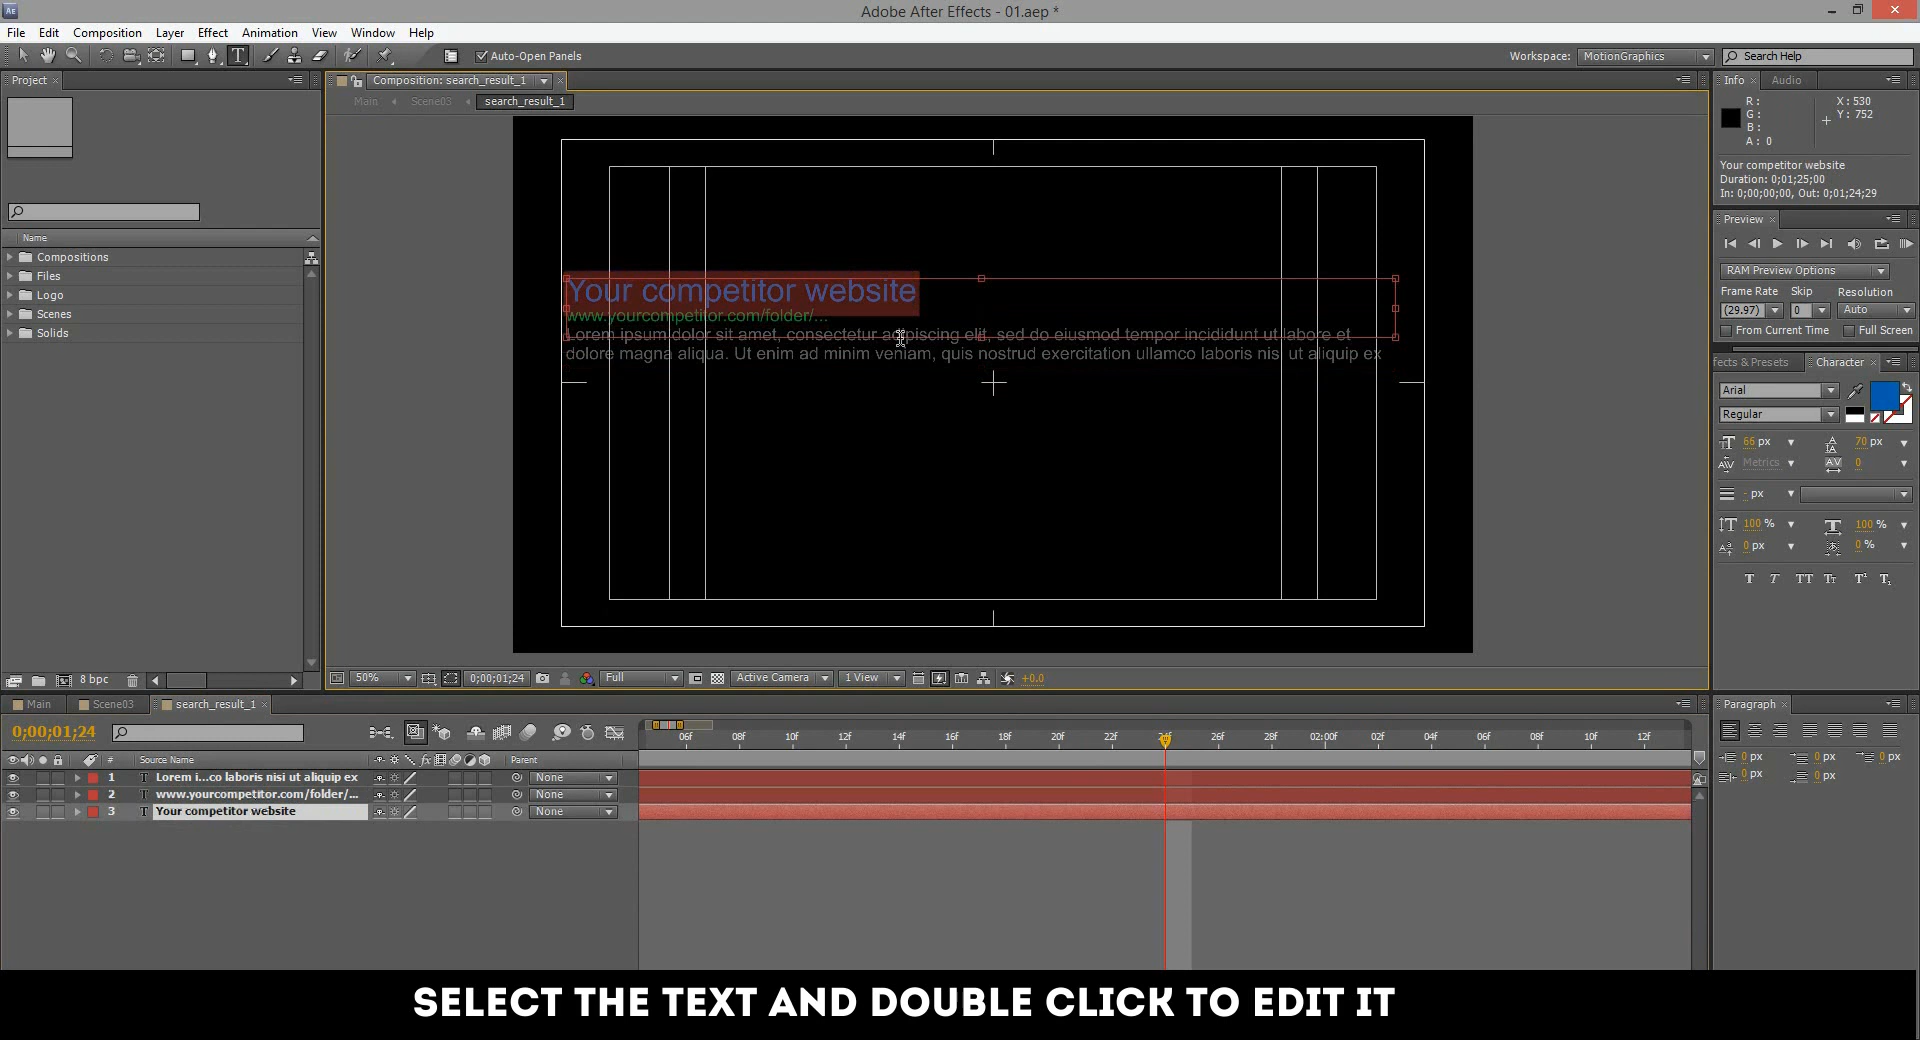 Adobe After Effects - 01.aep *
File Edit Composition Layer Effect Animation View Window Help
Auto-Open Panels
Workspace: MotionGraphics
Search Help
Project
Name
Compositions
Files
Logo
Scenes
Solids
8 bpc
Composition: search_result_1
Main Scene03 search_result_1
Your competitor website
www.yourcompetitor.com/folder/...
Lorem ipsum dolor sit amet, consectetur adipiscing elit, sed do eiusmod tempor incididunt ut labore et
dolore magna aliqua. Ut enim ad minim veniam, quis nostrud exercitation ullamco laboris nisi ut aliquip ex
50% 0;00;01;24 Full Active Camera 1 View +0.0
Info Audio
R: X: 530
G: Y: 752
B:
A: 0
Your competitor website
Duration: 0;01;25;00
In: 0;00;00;00, Out: 0;01;24;29
Preview
RAM Preview Options
Frame Rate Skip Resolution
(29.97) 0 Auto
From Current Time Full Screen
fects & Presets Character
Arial
Regular
66 px 70 px
Metrics 0
- px
100 % 100 %
0 px 0 %
T T TT Tt T¹ T₁
Main Scene03 search_result_1
0;00;01;24
# Source Name Parent
1 T Lorem i...co laboris nisi ut aliquip ex None
2 T www.yourcompetitor.com/folder/... None
3 T Your competitor website None
06f 08f 10f 12f 14f 16f 18f 20f 22f 24f 26f 28f 02:00f 02f 04f 06f 08f 10f 12f
Paragraph
0 px 0 px 0 px
0 px 0 px
SELECT THE TEXT AND DOUBLE CLICK TO EDIT IT